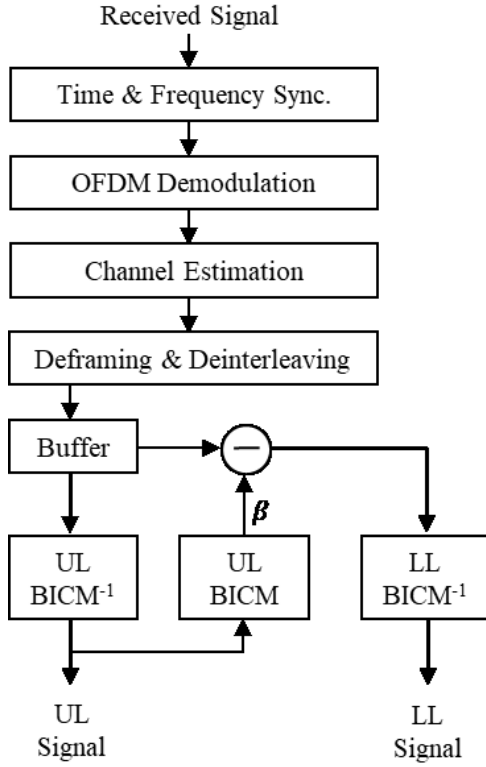 Received Signal
Time & Frequency Sync.
OFDM Demodulation
Channel Estimation
Deframing & Deinterleaving
Buffer
−
β
UL
BICM⁻¹
UL
BICM
LL
BICM⁻¹
UL
Signal
LL
Signal